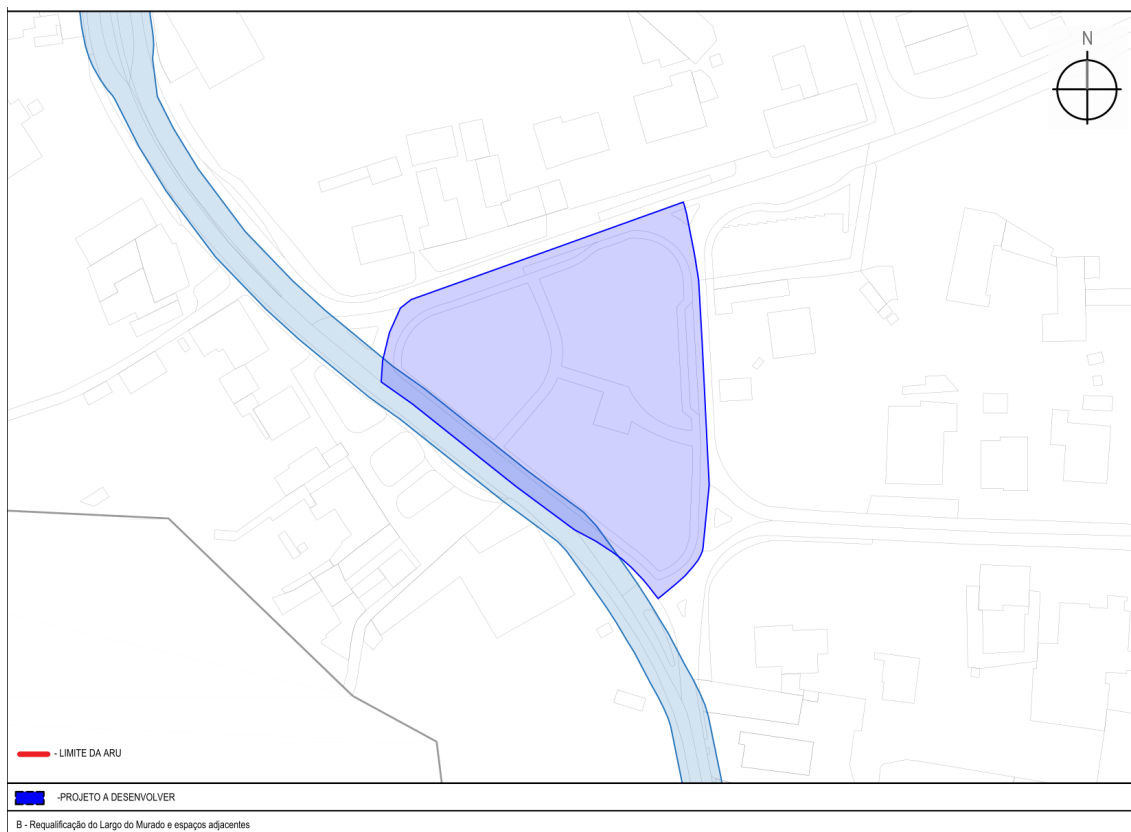 N
- LIMITE DA ARU
-PROJETO A DESENVOLVER
B - Requalificação do Largo do Murado e espaços adjacentes